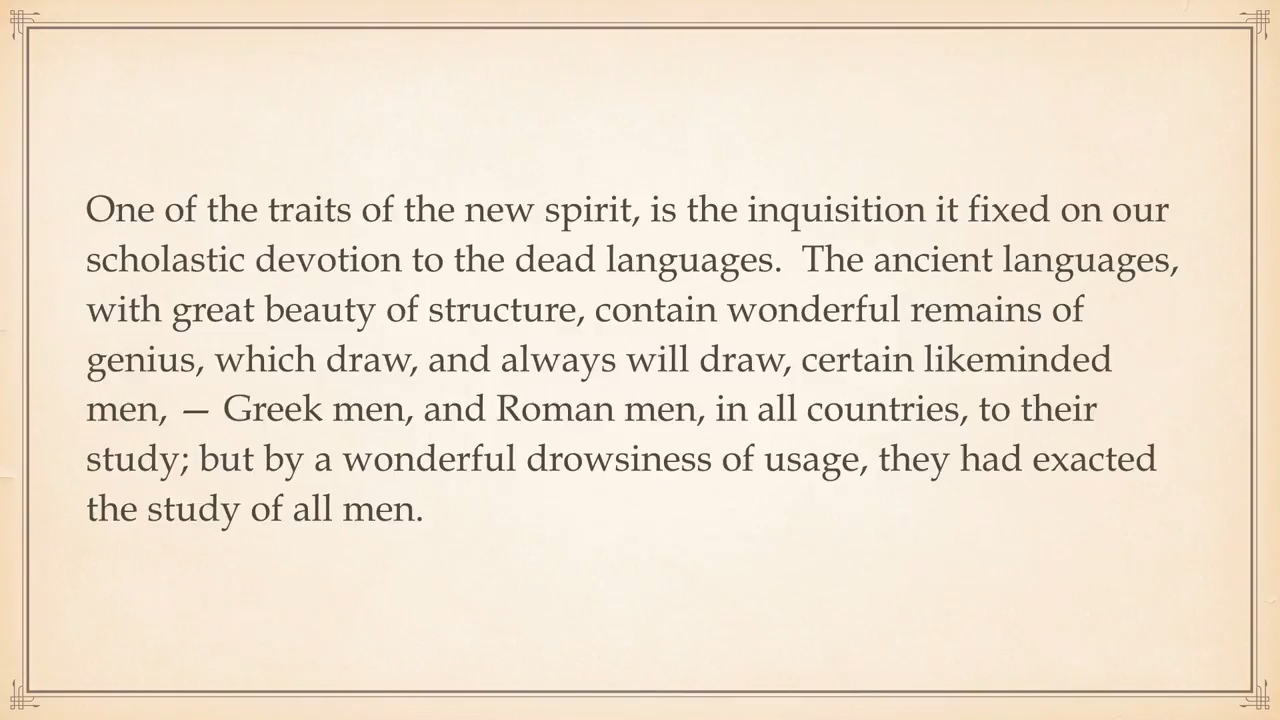 One of the traits of the new spirit, is the inquisition it fixed on our
scholastic devotion to the dead languages.  The ancient languages,
with great beauty of structure, contain wonderful remains of
genius, which draw, and always will draw, certain likeminded
men, — Greek men, and Roman men, in all countries, to their
study; but by a wonderful drowsiness of usage, they had exacted
the study of all men.